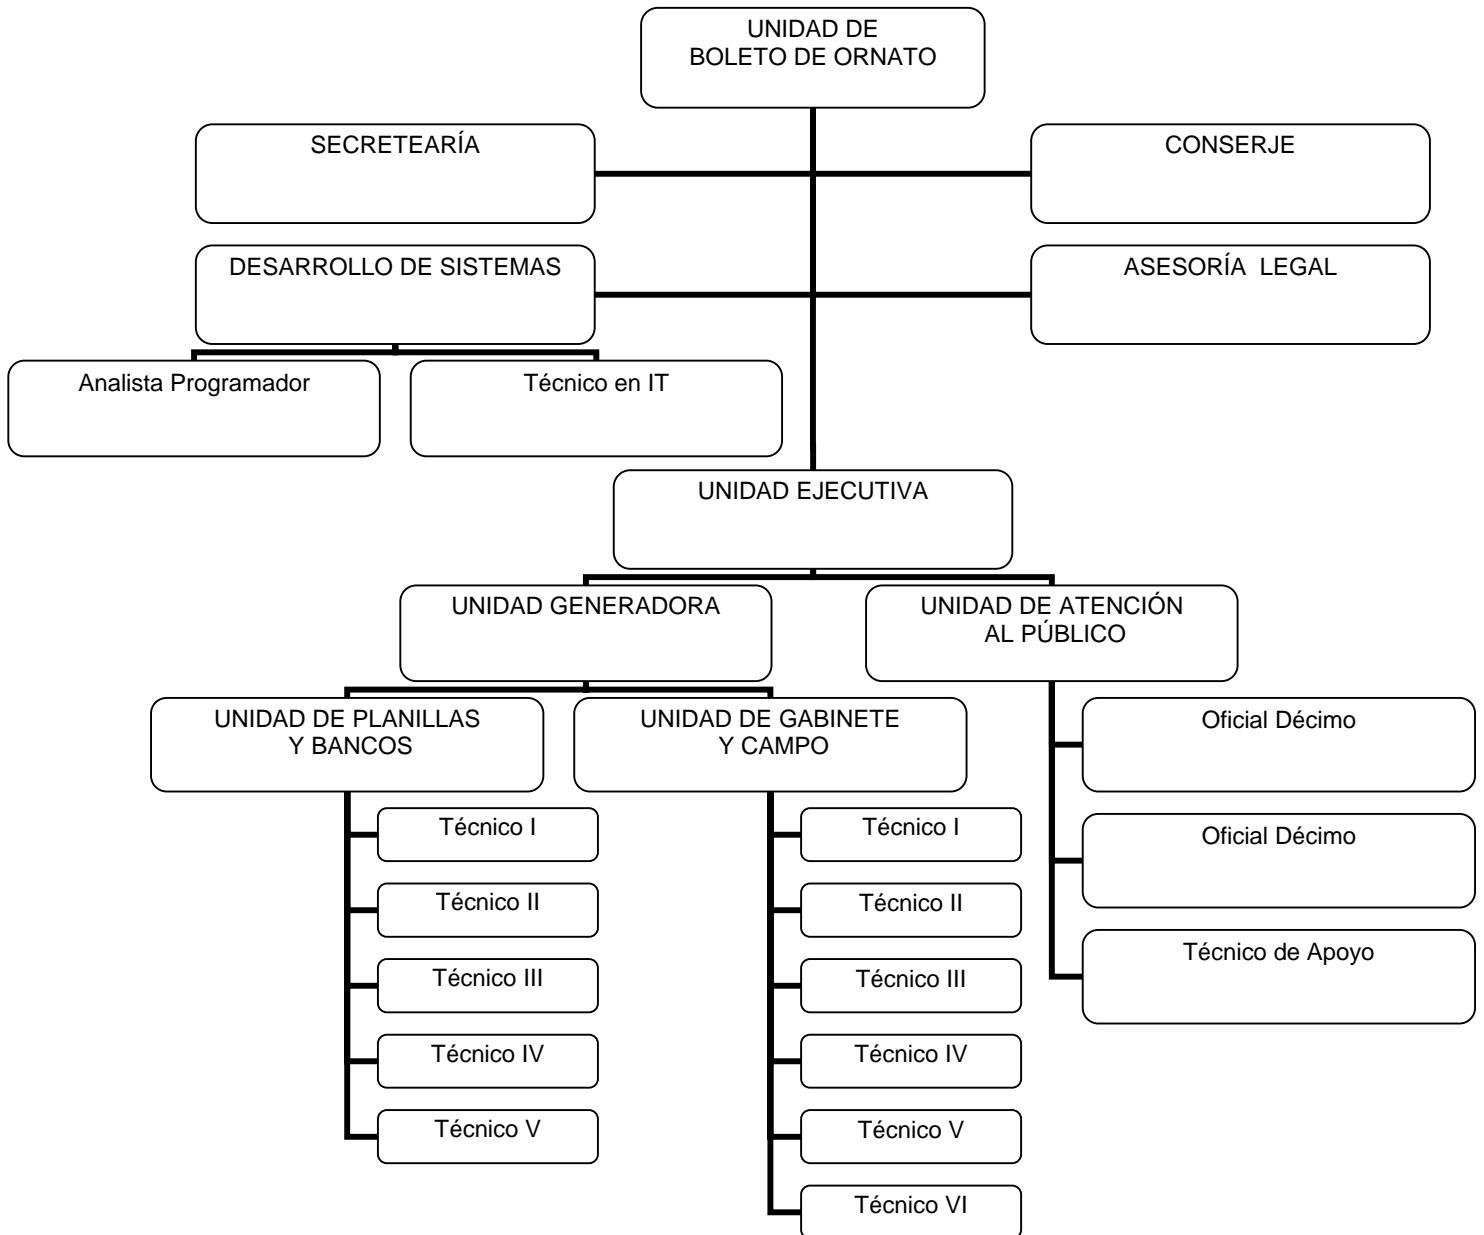 UNIDAD DE
BOLETO DE ORNATO
SECRETEARÍA
CONSERJE
DESARROLLO DE SISTEMAS
ASESORÍA  LEGAL
Analista Programador
Técnico en IT
UNIDAD EJECUTIVA
UNIDAD GENERADORA
UNIDAD DE ATENCIÓN
AL PÚBLICO
UNIDAD DE PLANILLAS
Y BANCOS
UNIDAD DE GABINETE
Y CAMPO
Técnico I
Técnico II
Técnico III
Técnico IV
Técnico V
Técnico I
Técnico II
Técnico III
Técnico IV
Técnico V
Técnico VI
Oficial Décimo
Oficial Décimo
Técnico de Apoyo